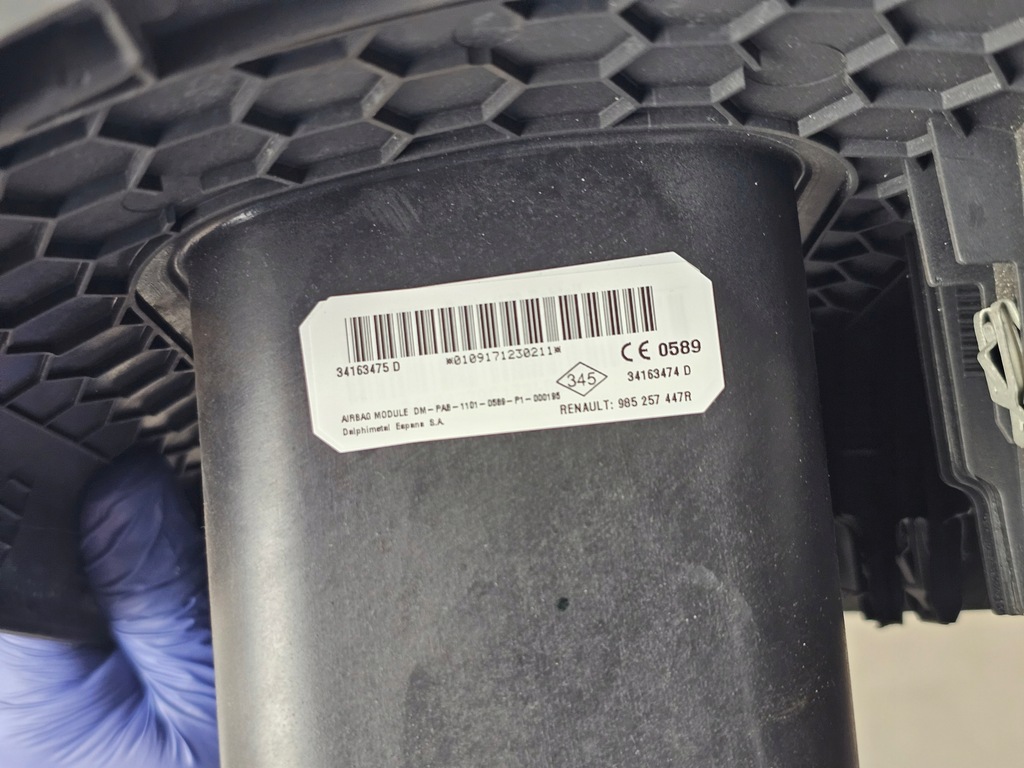 *0109171230211*
34163475 D
CE 0589
345
34163474 D
AIRBAG MODULE DM-PAB-1101-0589-P1-000195
RENAULT: 985 257 447R
Delphimetal Espana S.A.